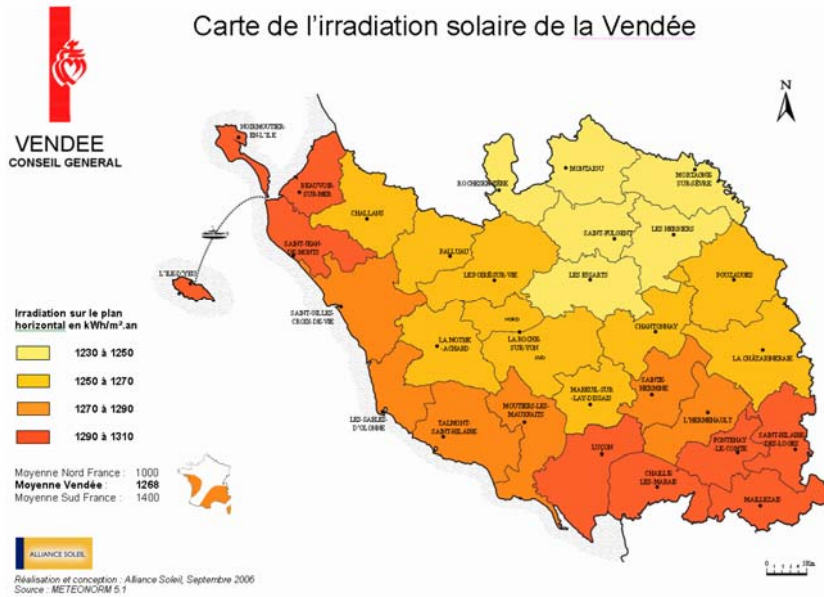 Carte de l'irradiation solaire de la Vendée
VENDEE
CONSEIL GENERAL
N
NOIRMOUTIER-
EN-L'ILE
BEAUVOIR-
SUR-MER
CHALLANS
ROCHESERVIÈRE
MONTAIGU
MORTAGNE-
SUR-SÈVRE
SAINT-FULGENT
LES HERBIERS
L'ILE-D'YEU
SAINT-JEAN-
DE-MONTS
PALLUAU
LE POIRÉ-SUR-VIE
LES ESSARTS
POUZAUGES
SAINT-GILLES-
CROIX-DE-VIE
LA MOTHE
-ACHARD
NORD
LA ROCHE-
SUR-YON
SUD
CHANTONNAY
LA CHÂTAIGNERAIE
MAREUIL-SUR
-LAY-DISSAIS
SAINTE-
HERMINE
LES-SABLES-
D'OLONNE
TALMONT-
SAINT-HILAIRE
MOUTIERS-LES-
MAUXFAITS
L'HERMENAULT
LUÇON
FONTENAY
-LE-COMTE
SAINT-HILAIRE
-DES-LOGES
CHAILLE
LES-MARAIS
MAILLEZAIS
Irradiation sur le plan
horizontal en kWh/m².an
1230 à 1250
1250 à 1270
1270 à 1290
1290 à 1310
Moyenne Nord France : 1000
Moyenne Vendée : 1268
Moyenne Sud France : 1400
ALLIANCE SOLEIL
Réalisation et conception : Alliance Soleil, Septembre 2006
Source : METEONORM 5.1